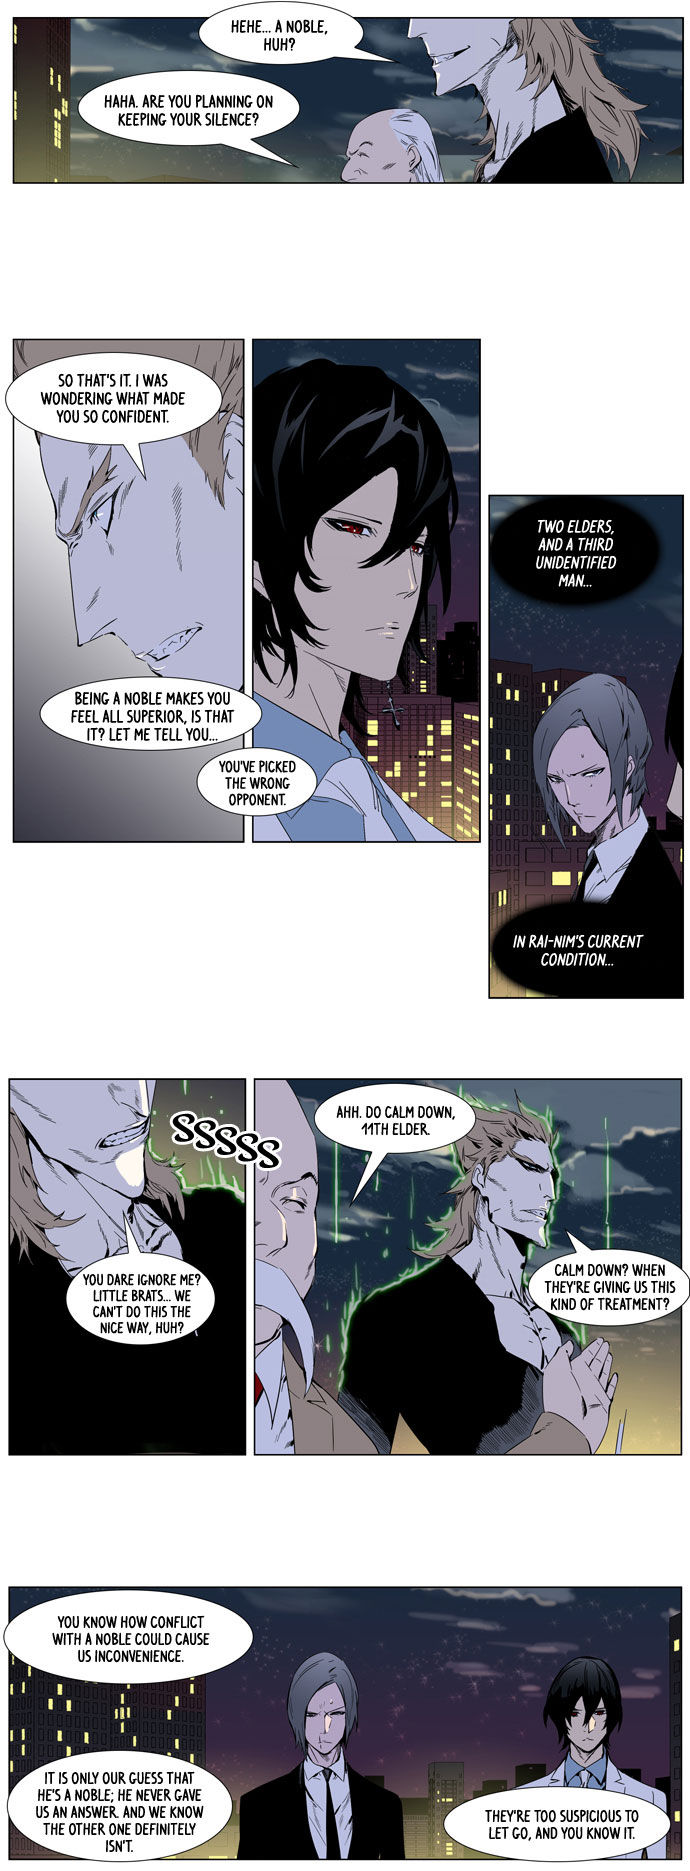 HEHE... A NOBLE,
HUH?
HAHA. ARE YOU PLANNING ON
KEEPING YOUR SILENCE?
SO THAT'S IT. I WAS
WONDERING WHAT MADE
YOU SO CONFIDENT.
BEING A NOBLE MAKES YOU
FEEL ALL SUPERIOR, IS THAT
IT? LET ME TELL YOU...
YOU'VE PICKED
THE WRONG
OPPONENT.
......
TWO ELDERS,
AND A THIRD
UNIDENTIFIED
MAN...
IN RAI-NIM'S CURRENT
CONDITION...
SSSSS
YOU DARE IGNORE ME?
LITTLE BRATS... WE
CAN'T DO THIS THE
NICE WAY, HUH?
AHH. DO CALM DOWN,
11TH ELDER.
CALM DOWN? WHEN
THEY'RE GIVING US THIS
KIND OF TREATMENT?
YOU KNOW HOW CONFLICT
WITH A NOBLE COULD CAUSE
US INCONVENIENCE.
IT IS ONLY OUR GUESS THAT
HE'S A NOBLE; HE NEVER GAVE
US AN ANSWER. AND WE KNOW
THE OTHER ONE DEFINITELY
ISN'T.
THEY'RE TOO SUSPICIOUS TO
LET GO, AND YOU KNOW IT.